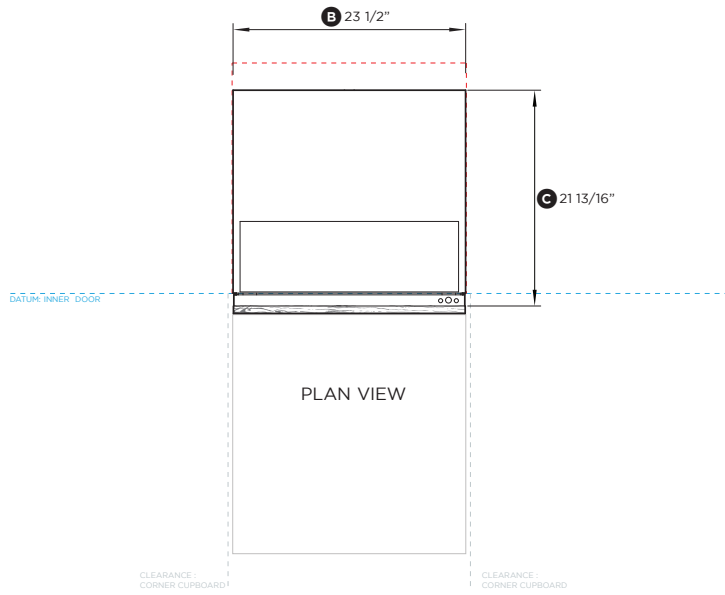 B 23 1/2”
C 21 13/16”
DATUM: INNER DOOR
PLAN VIEW
CLEARANCE :
CORNER CUPBOARD
CLEARANCE :
CORNER CUPBOARD